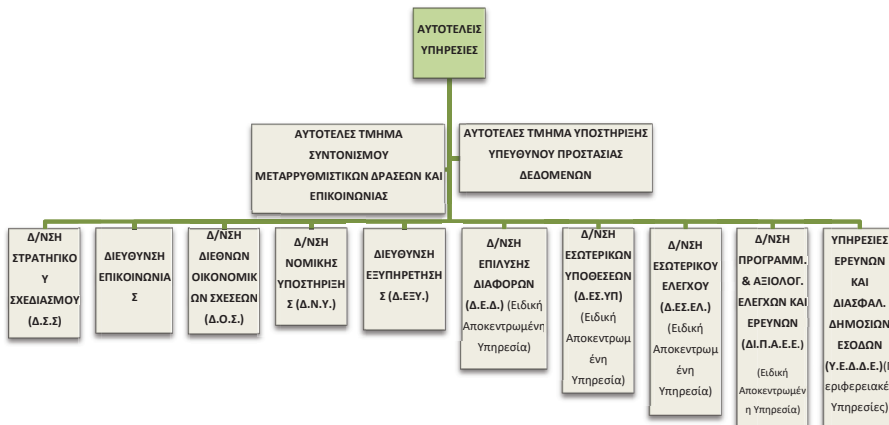 ΑΥΤΟΤΕΛΕΙΣ
ΥΠΗΡΕΣΙΕΣ
ΑΥΤΟΤΕΛΕΣ ΤΜΗΜΑ
ΣΥΝΤΟΝΙΣΜΟΥ
ΜΕΤΑΡΡΥΘΜΙΣΤΙΚΩΝ ΔΡΑΣΕΩΝ ΚΑΙ
ΕΠΙΚΟΙΝΩΝΙΑΣ
ΑΥΤΟΤΕΛΕΣ ΤΜΗΜΑ ΥΠΟΣΤΗΡΙΞΗΣ
ΥΠΕΥΘΥΝΟΥ ΠΡΟΣΤΑΣΙΑΣ
ΔΕΔΟΜΕΝΩΝ
Δ/ΝΣΗ
ΣΤΡΑΤΗΓΙΚΟ
Υ
ΣΧΕΔΙΑΣΜΟΥ
(Δ.Σ.Σ)
ΔΙΕΥΘΥΝΣΗ
ΕΠΙΚΟΙΝΩΝΙΑ
Σ
Δ/ΝΣΗ
ΔΙΕΘΝΩΝ
ΟΙΚΟΝΟΜΙΚ
ΩΝ ΣΧΕΣΕΩΝ
(Δ.Ο.Σ.)
Δ/ΝΣΗ
ΝΟΜΙΚΗΣ
ΥΠΟΣΤΗΡΙΞΗ
Σ (Δ.Ν.Υ.)
ΔΙΕΥΘΥΝΣΗ
ΕΞΥΠΗΡΕΤΗΣΗ
Σ (Δ.ΕΞΥ.)
Δ/ΝΣΗ
ΕΠΙΛΥΣΗΣ
ΔΙΑΦΟΡΩΝ
(Δ.Ε.Δ.) (Ειδική
Αποκεντρωμένη
Υπηρεσία)
Δ/ΝΣΗ
ΕΣΩΤΕΡΙΚΩΝ
ΥΠΟΘΕΣΕΩΝ
(Δ.ΕΣ.ΥΠ)
(Ειδική
Αποκεντρωμ
ένη
Υπηρεσία)
Δ/ΝΣΗ
ΕΣΩΤΕΡΙΚΟΥ
ΕΛΕΓΧΟΥ
(Δ.ΕΣ.ΕΛ.)
(Ειδική
Αποκεντρωμ
ένη
Υπηρεσία)
Δ/ΝΣΗ
ΠΡΟΓΡΑΜΜ.
& ΑΞΙΟΛΟΓ.
ΕΛΕΓΧΩΝ ΚΑΙ
ΕΡΕΥΝΩΝ
(ΔΙ.Π.Α.Ε.Ε.)
(Ειδική
Αποκεντρωμέν
η Υπηρεσία)
ΥΠΗΡΕΣΙΕΣ
ΕΡΕΥΝΩΝ
ΚΑΙ
ΔΙΑΣΦΑΛ.
ΔΗΜΟΣΙΩΝ
ΕΣΟΔΩΝ
(Υ.Ε.Δ.Δ.Ε.)(Π
εριφερειακές
Υπηρεσίες)